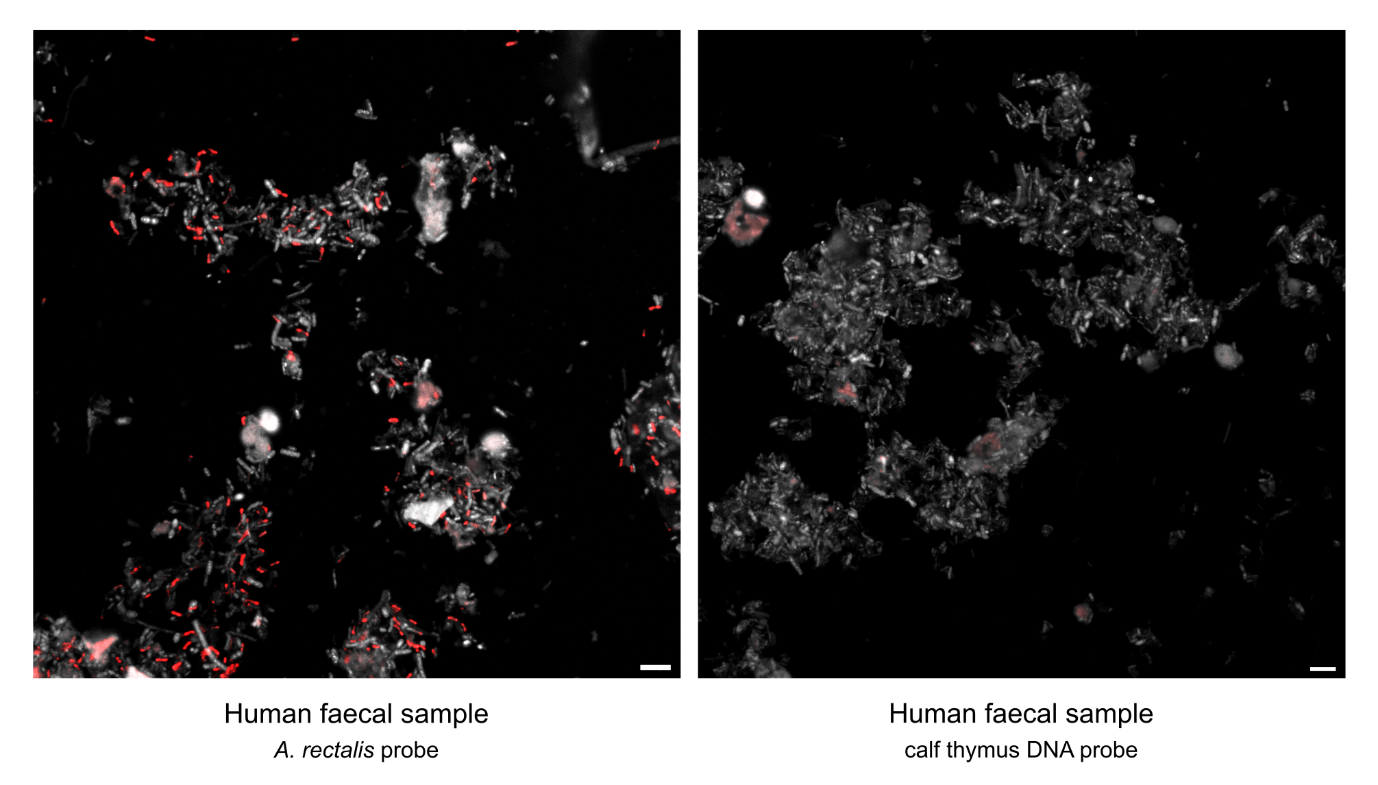 Human faecal sample
A. rectalis probe
Human faecal sample
calf thymus DNA probe